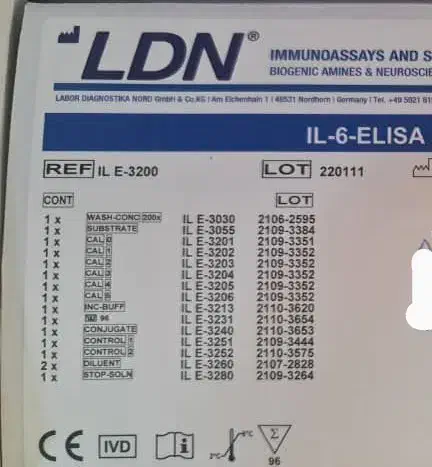 LDN®
IMMUNOASSAYS AND S
BIOGENIC AMINES & NEUROSCIE
LABOR DIAGNOSTIKA NORD GmbH & Co.KG | Am Eichenhain 1 | 48531 Nordhorn | Germany | Tel. +49 5921 81
IL-6-ELISA
REF IL E-3200 LOT 220111
CONT LOT
1 x WASH-CONC 200x IL E-3030 2106-2595
1 x SUBSTRATE IL E-3055 2109-3384
1 x CAL 0 IL E-3201 2109-3351
1 x CAL 1 IL E-3202 2109-3352
1 x CAL 2 IL E-3203 2109-3352
1 x CAL 3 IL E-3204 2109-3352
1 x CAL 4 IL E-3205 2109-3352
1 x CAL 5 IL E-3206 2109-3352
1 x INC-BUFF IL E-3213 2110-3620
1 x 96 IL E-3231 2110-3654
1 x CONJUGATE IL E-3240 2110-3653
1 x CONTROL 1 IL E-3251 2109-3444
1 x CONTROL 2 IL E-3252 2110-3575
2 x DILUENT IL E-3260 2107-2828
1 x STOP-SOLN IL E-3280 2109-3264
CE IVD i 2°C 8°C Σ
96